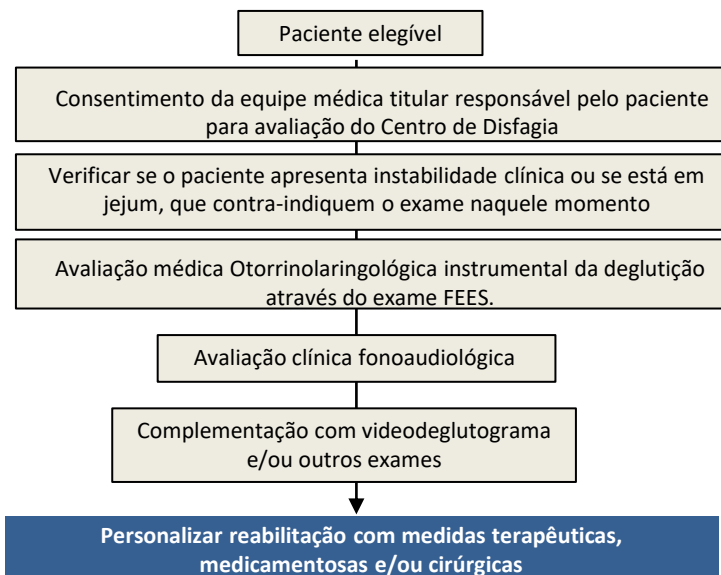 Paciente elegível
Consentimento da equipe médica titular responsável pelo paciente
para avaliação do Centro de Disfagia
Verificar se o paciente apresenta instabilidade clínica ou se está em
jejum, que contra-indiquem o exame naquele momento
Avaliação médica Otorrinolaringológica instrumental da deglutição
através do exame FEES.
Avaliação clínica fonoaudiológica
Complementação com videodeglutograma
e/ou outros exames
Personalizar reabilitação com medidas terapêuticas,
medicamentosas e/ou cirúrgicas